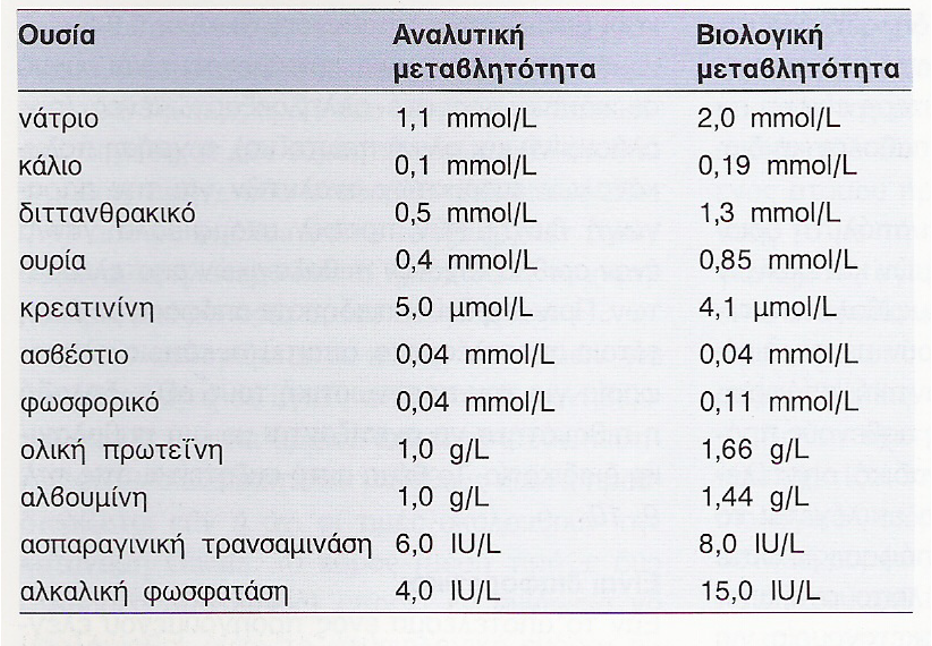 Ουσία Αναλυτική μεταβλητότητα Βιολογική μεταβλητότητα
νάτριο 1,1 mmol/L 2,0 mmol/L
κάλιο 0,1 mmol/L 0,19 mmol/L
διττανθρακικό 0,5 mmol/L 1,3 mmol/L
ουρία 0,4 mmol/L 0,85 mmol/L
κρεατινίνη 5,0 μmol/L 4,1 μmol/L
ασβέστιο 0,04 mmol/L 0,04 mmol/L
φωσφορικό 0,04 mmol/L 0,11 mmol/L
ολική πρωτεΐνη 1,0 g/L 1,66 g/L
αλβουμίνη 1,0 g/L 1,44 g/L
ασπαραγινική τρανσαμινάση 6,0 IU/L 8,0 IU/L
αλκαλική φωσφατάση 4,0 IU/L 15,0 IU/L